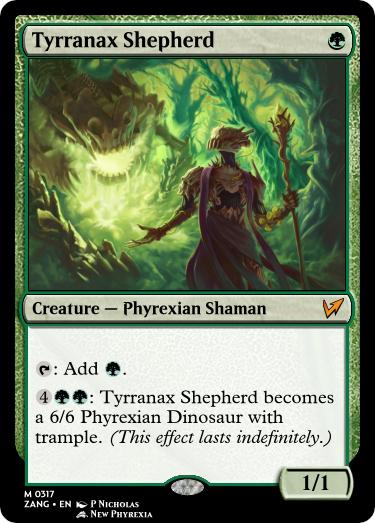 Tyrranax Shepherd
Creature — Phyrexian Shaman
: Add .
4: Tyrranax Shepherd becomes
a 6/6 Phyrexian Dinosaur with
trample. (This effect lasts indefinitely.)
1/1
M 0317
ZANG • EN P Nicholas
New Phyrexia